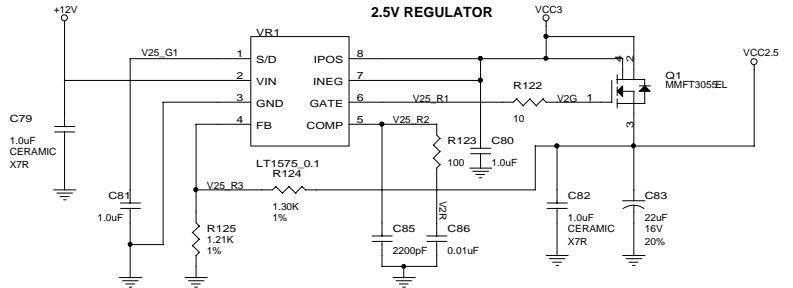 2.5V REGULATOR
+12V
VCC3
VCC2.5
VR1
V25_G1
1
S/D
IPOS
8
4
2
2
VIN
INEG
7
3
GND
GATE
6
V25_R1
R122
10
V2G
1
Q1
MMFT3055EL
3
4
FB
COMP
5
V25_R2
LT1575_0.1
C79
1.0uF
CERAMIC
X7R
R123
100
C80
1.0uF
V25_R3
R124
1.30K
1%
C81
1.0uF
R125
1.21K
1%
V2R
C85
2200pF
C86
0.01uF
C82
1.0uF
CERAMIC
X7R
C83
22uF
16V
20%